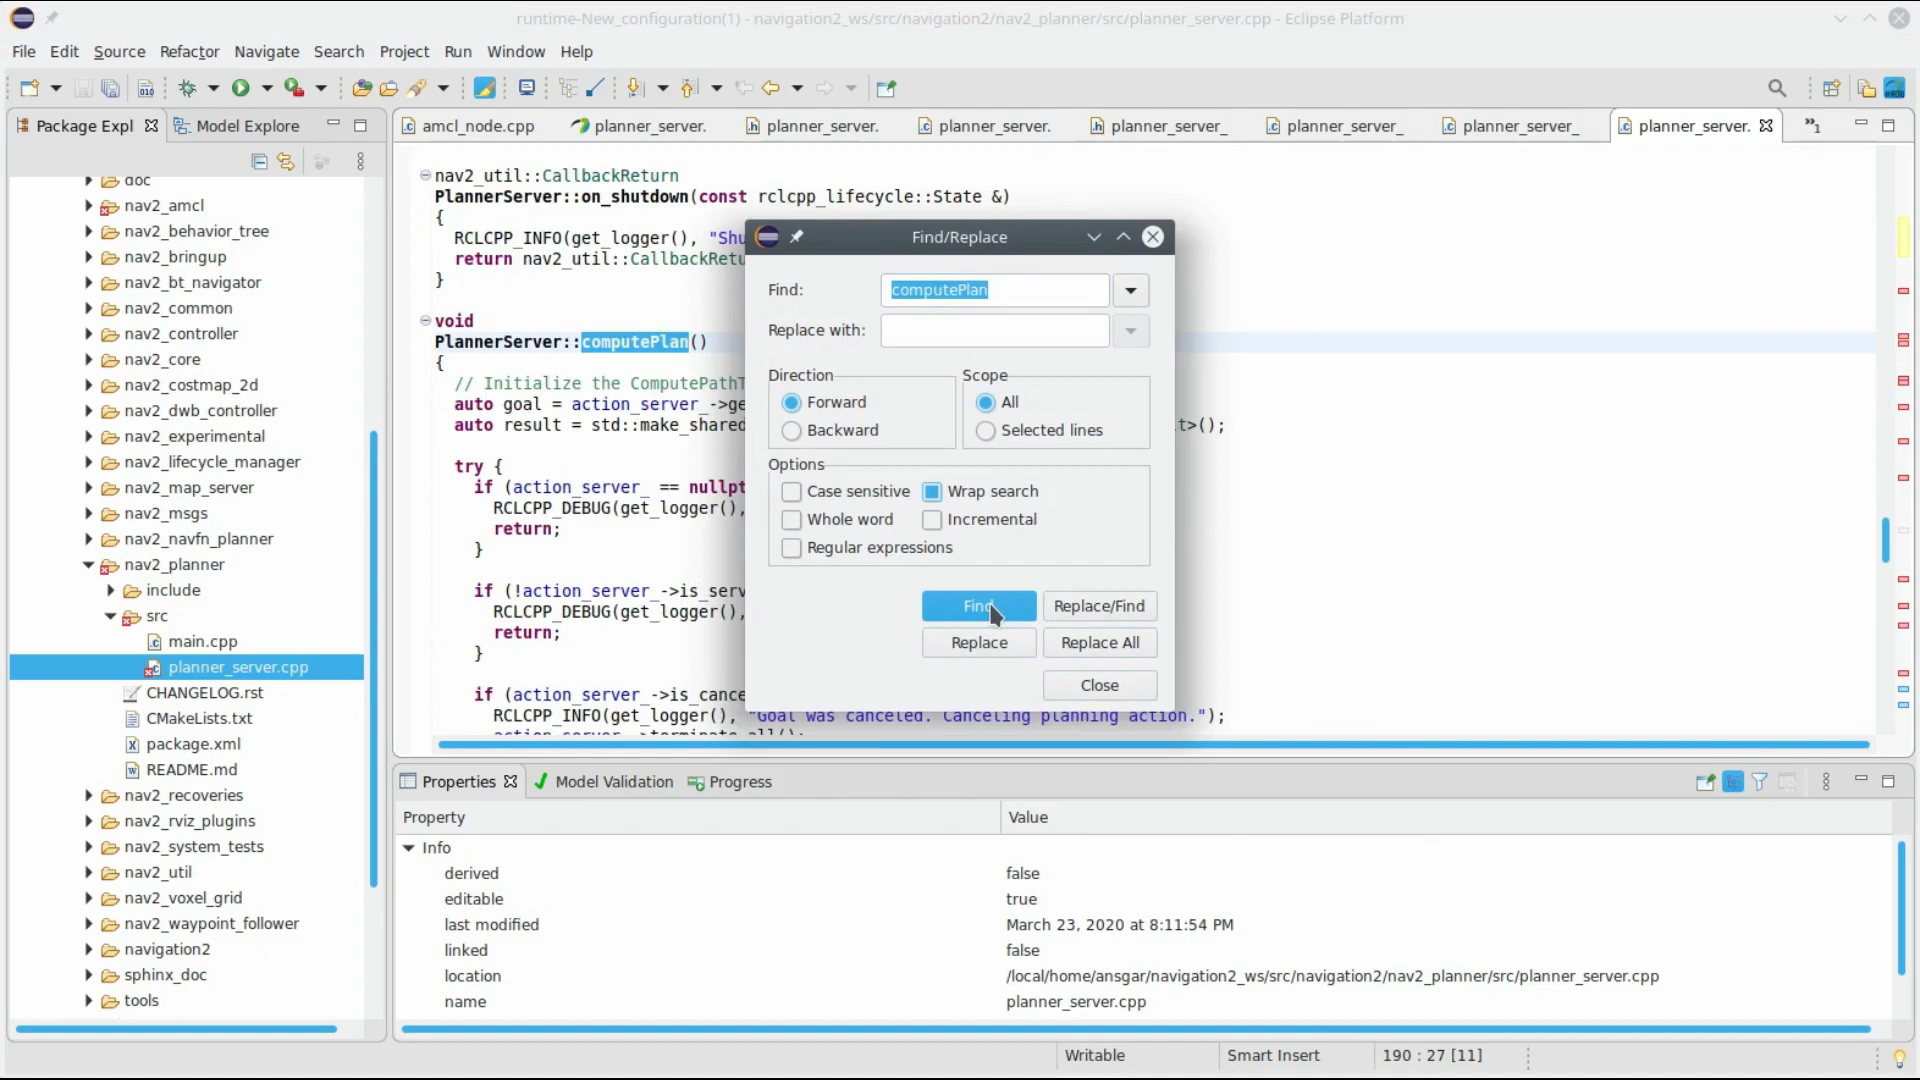 runtime-New_configuration(1) - navigation2_ws/src/navigation2/nav2_planner/src/planner_server.cpp - Eclipse Platform
File Edit Source Refactor Navigate Search Project Run Window Help
Package Expl
Model Explore
doc
nav2_amcl
nav2_behavior_tree
nav2_bringup
nav2_bt_navigator
nav2_common
nav2_controller
nav2_core
nav2_costmap_2d
nav2_dwb_controller
nav2_experimental
nav2_lifecycle_manager
nav2_map_server
nav2_msgs
nav2_navfn_planner
nav2_planner
include
src
main.cpp
planner_server.cpp
CHANGELOG.rst
CMakeLists.txt
package.xml
README.md
nav2_recoveries
nav2_rviz_plugins
nav2_system_tests
nav2_util
nav2_voxel_grid
nav2_waypoint_follower
navigation2
sphinx_doc
tools
amcl_node.cpp planner_server. planner_server. planner_server. planner_server_ planner_server_ planner_server_ planner_server. »1
nav2_util::CallbackReturn
PlannerServer::on_shutdown(const rclcpp_lifecycle::State &)
{
RCLCPP_INFO(get_logger(), "Shu
return nav2_util::CallbackRetu
}
void
PlannerServer::computePlan()
{
// Initialize the ComputePathT
auto goal = action_server_->ge
auto result = std::make_shared t>();
try {
if (action_server_ == nullpt
RCLCPP_DEBUG(get_logger(),
return;
}
if (!action_server_->is_serv
RCLCPP_DEBUG(get_logger(),
return;
}
if (action_server_->is_cance
RCLCPP_INFO(get_logger(), "Goal was canceled. Canceling planning action.");
action_server_->terminate_all();
Find/Replace
Find: computePlan
Replace with:
Direction
Forward
Backward
Scope
All
Selected lines
Options
Case sensitive Wrap search
Whole word Incremental
Regular expressions
Find Replace/Find
Replace Replace All
Close
Properties Model Validation Progress
Property Value
Info
derived false
editable true
last modified March 23, 2020 at 8:11:54 PM
linked false
location /local/home/ansgar/navigation2_ws/src/navigation2/nav2_planner/src/planner_server.cpp
name planner_server.cpp
Writable Smart Insert 190 : 27 [11]